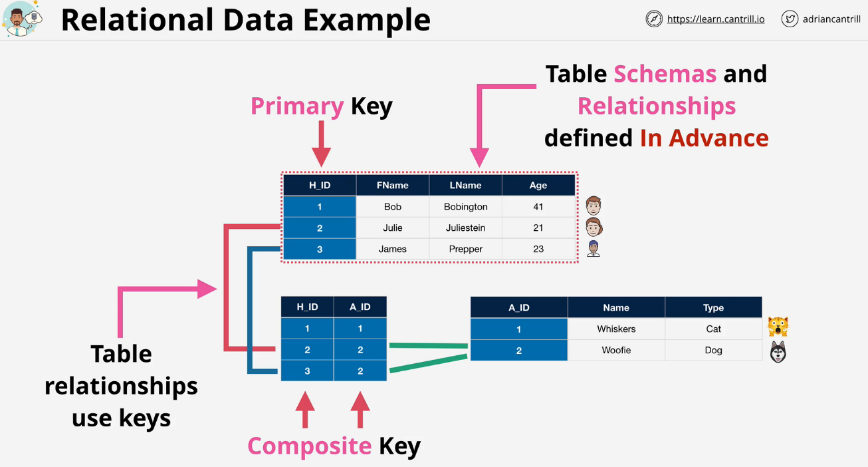 Relational Data Example
https://learn.cantrill.io
adriancantrill
Table Schemas and
Relationships
defined In Advance
Primary Key
H_ID FName LName Age
1 Bob Bobington 41
2 Julie Juliestein 21
3 James Prepper 23
H_ID A_ID
1 1
2 2
3 2
A_ID Name Type
1 Whiskers Cat
2 Woofie Dog
Table
relationships
use keys
Composite Key